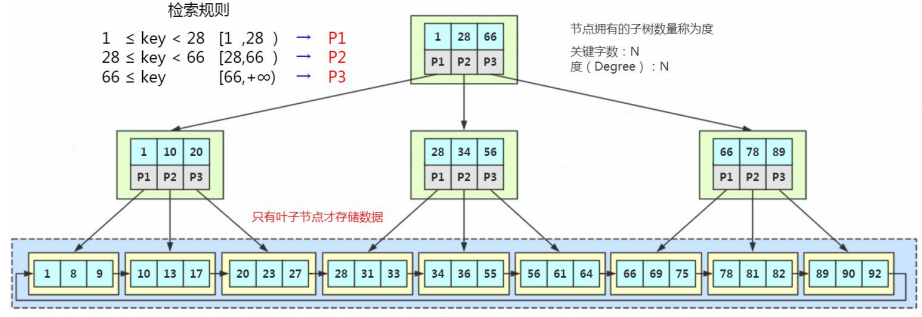 检索规则
1 ≤ key < 28 [1 ,28 ) → P1
28 ≤ key < 66 [28,66 ) → P2
66 ≤ key [66,+∞) → P3
节点拥有的子树数量称为度
关键字数：N
度（Degree）：N
1 28 66
P1 P2 P3
1 10 20
P1 P2 P3
28 34 56
P1 P2 P3
66 78 89
P1 P2 P3
只有叶子节点才存储数据
1 8 9
10 13 17
20 23 27
28 31 33
34 36 55
56 61 64
66 69 75
78 81 82
89 90 92